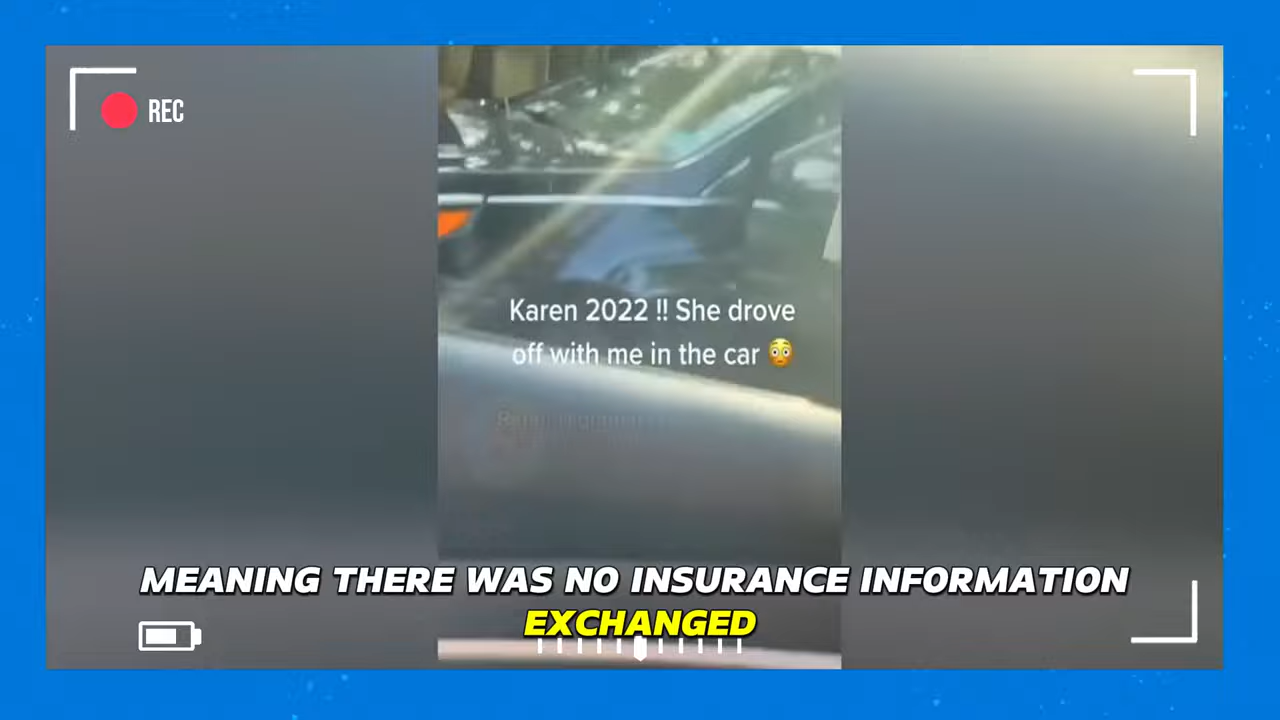 REC
Karen 2022 !! She drove
off with me in the car 😳
MEANING THERE WAS NO INSURANCE INFORMATION
EXCHANGED